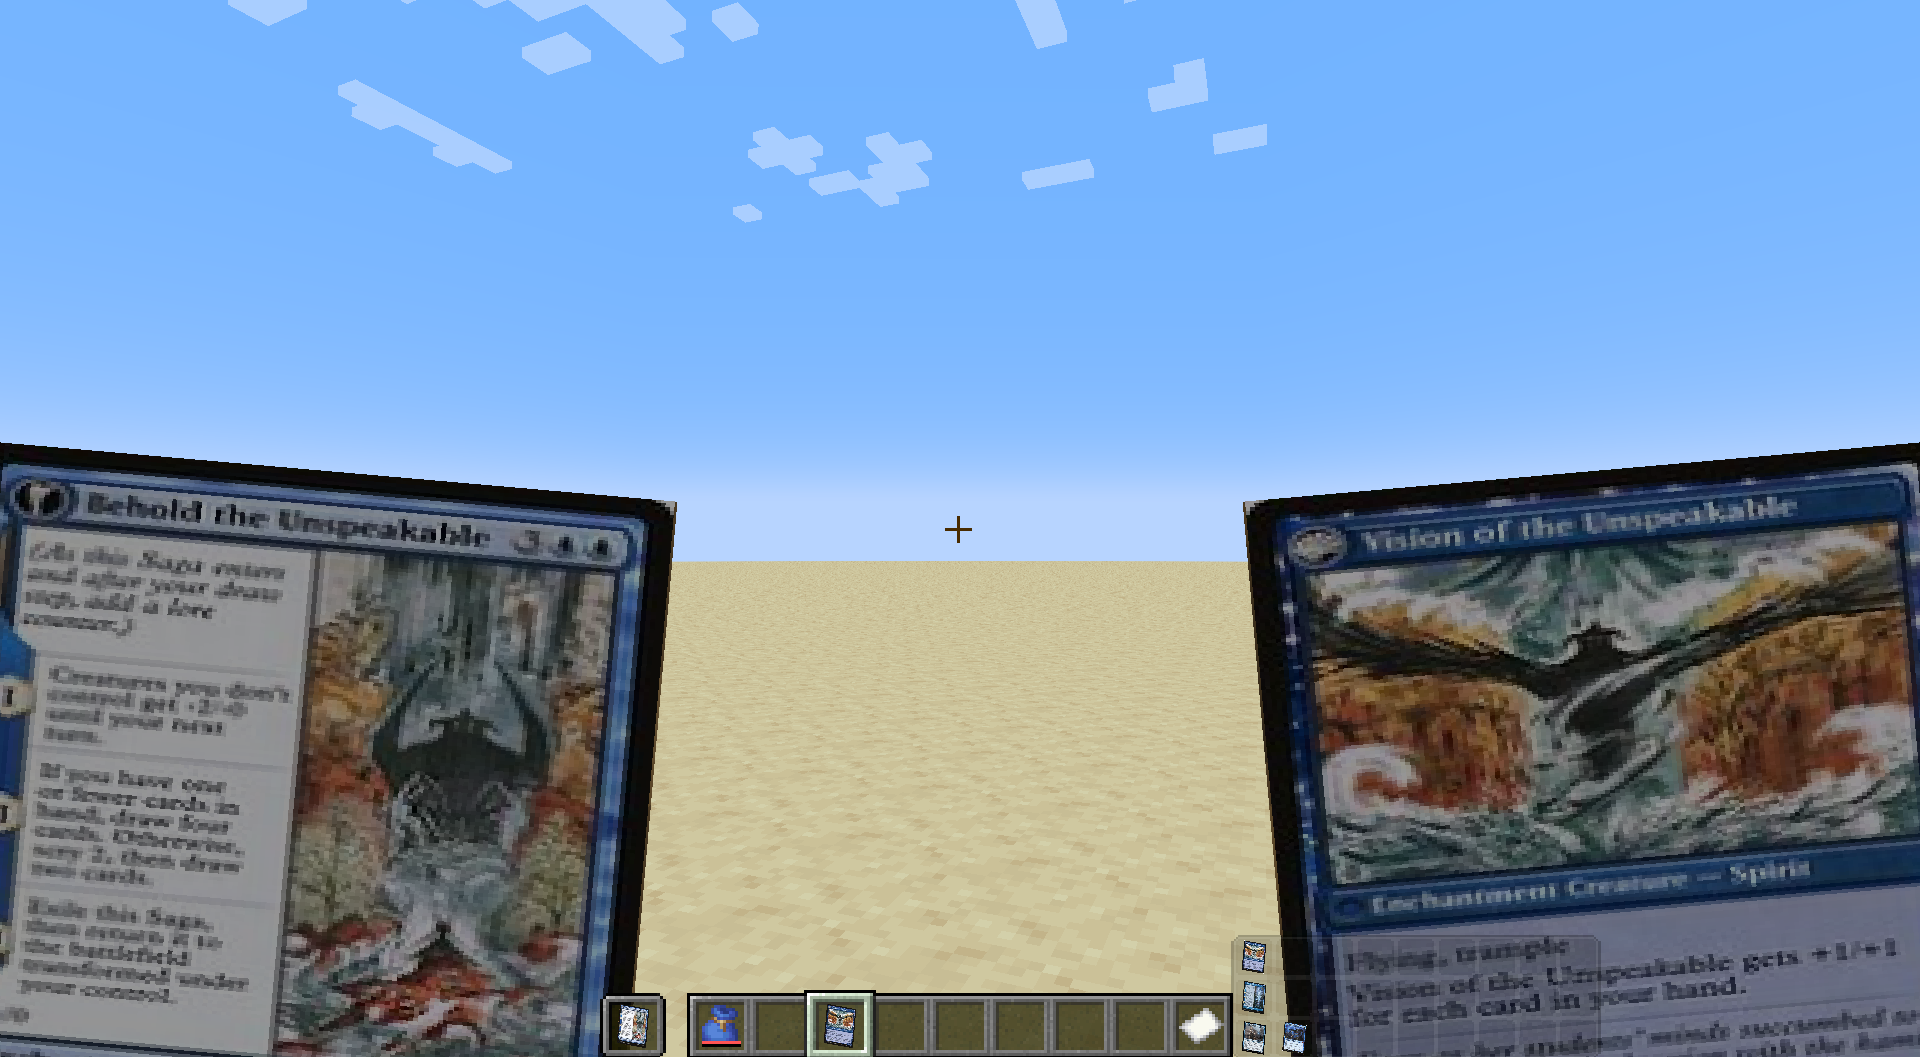 Behold the Unspeakable
(As this Saga enters
and after your draw
step, add a lore
counter.)
I
Creatures you don't
control get -2/-0
until your next
turn.
If you have one
or fewer cards in
hand, draw four
cards. Otherwise,
scry 2, then draw
two cards.
Exile this Saga,
then return it to
the battlefield
transformed under
your control.
Vision of the Unspeakable
Enchantment Creature — Spirit
Flying, trample
Vision of the Unspeakable gets +1/+1
for each card in your hand.